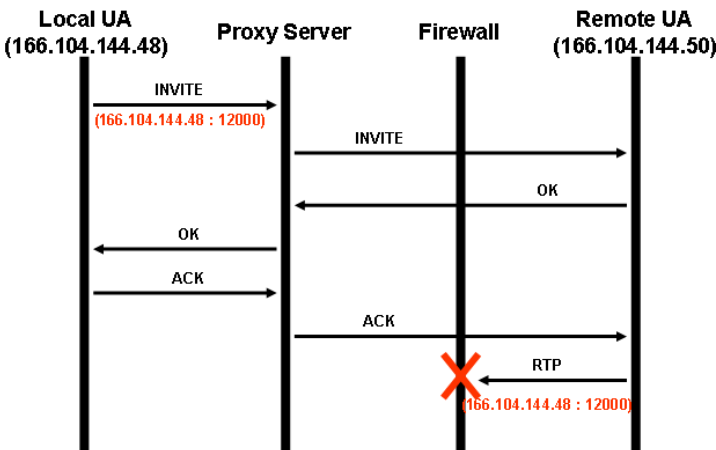 Local UA
(166.104.144.48)
Proxy Server
Firewall
Remote UA
(166.104.144.50)
INVITE
(166.104.144.48 : 12000)
INVITE
OK
OK
ACK
ACK
RTP
(166.104.144.48 : 12000)